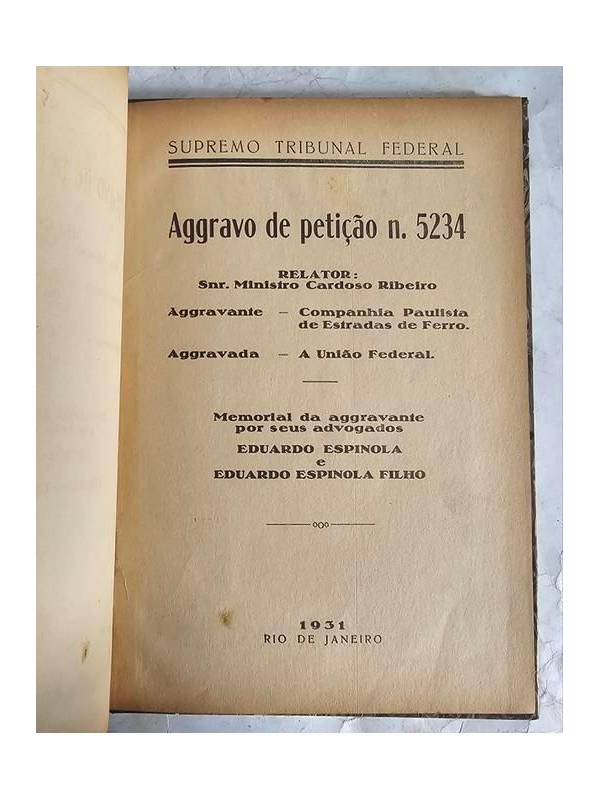 SUPREMO TRIBUNAL FEDERAL
Aggravo de petição n. 5234
RELATOR:
Snr. Ministro Cardoso Ribeiro
Aggravante — Companhia Paulista
de Estradas de Ferro.
Aggravada — A União Federal.
Memorial da aggravante
por seus advogados
EDUARDO ESPINOLA
e
EDUARDO ESPINOLA FILHO
1931
RIO DE JANEIRO